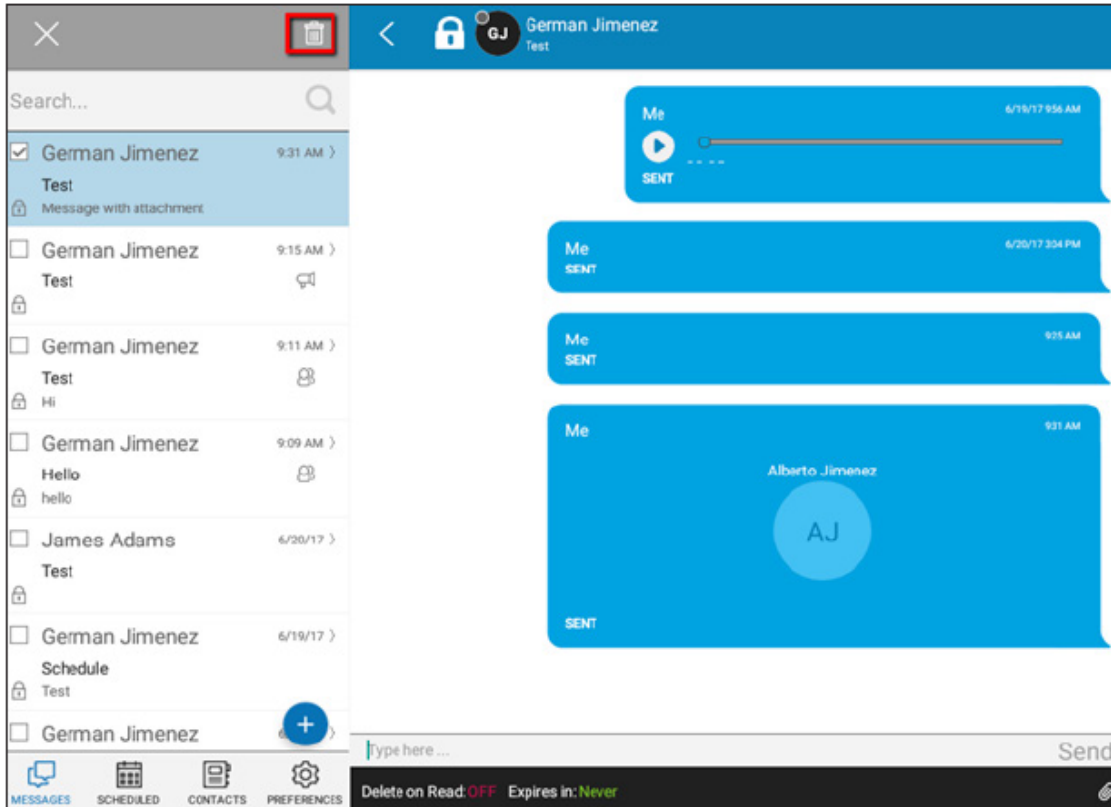 Search...
German Jimenez 9:31 AM
Test
Message with attachment
German Jimenez 9:15 AM
Test
German Jimenez 9:11 AM
Test
Hi
German Jimenez 9:09 AM
Hello
hello
James Adams 6/20/17
Test
German Jimenez 6/19/17
Schedule
Test
German Jimenez
MESSAGES SCHEDULED CONTACTS PREFERENCES
GJ German Jimenez
Test
Me 6/19/17 9:56 AM
SENT
Me 6/20/17 3:04 PM
SENT
Me 9:25 AM
SENT
Me 9:31 AM
Alberto Jimenez
AJ
SENT
Type here ... Send
Delete on Read: OFF Expires in: Never